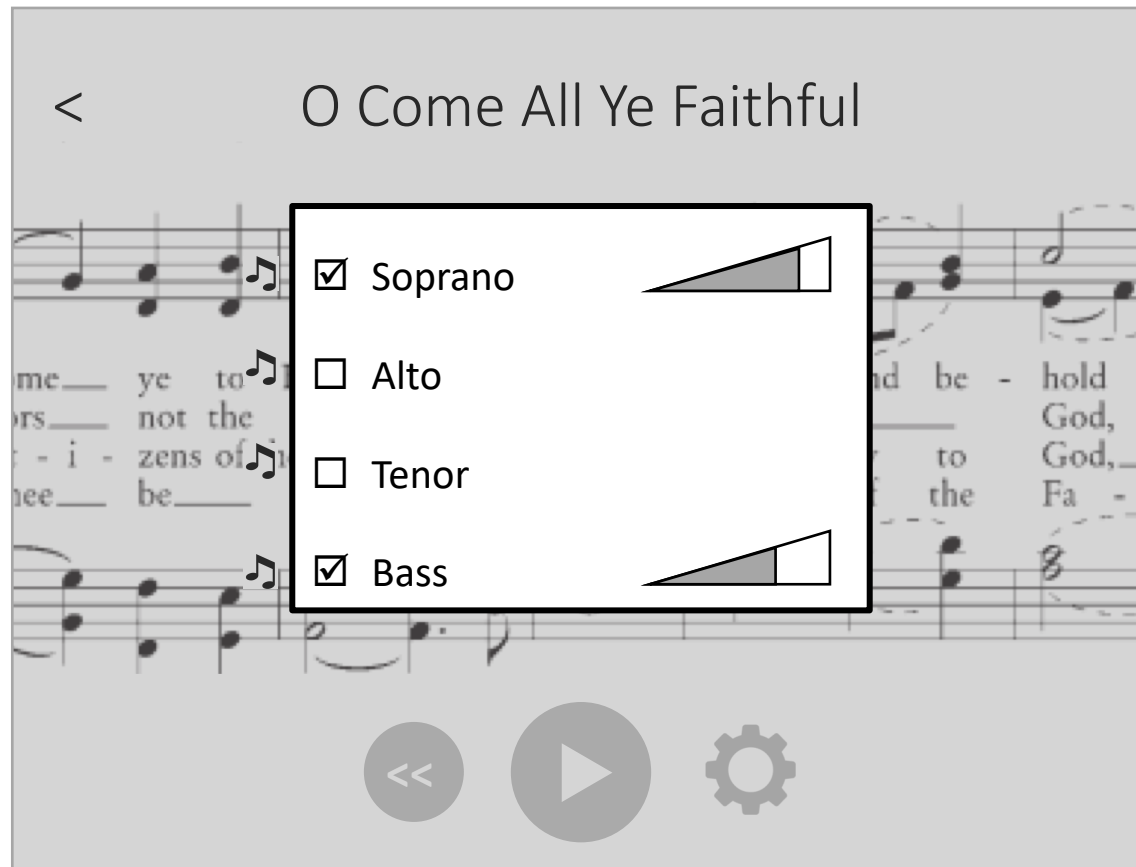 < O Come All Ye Faithful
Soprano
Alto
Tenor
Bass
ye to be - hold
not the God,
- i - zens of to God,
be the Fa -
<<